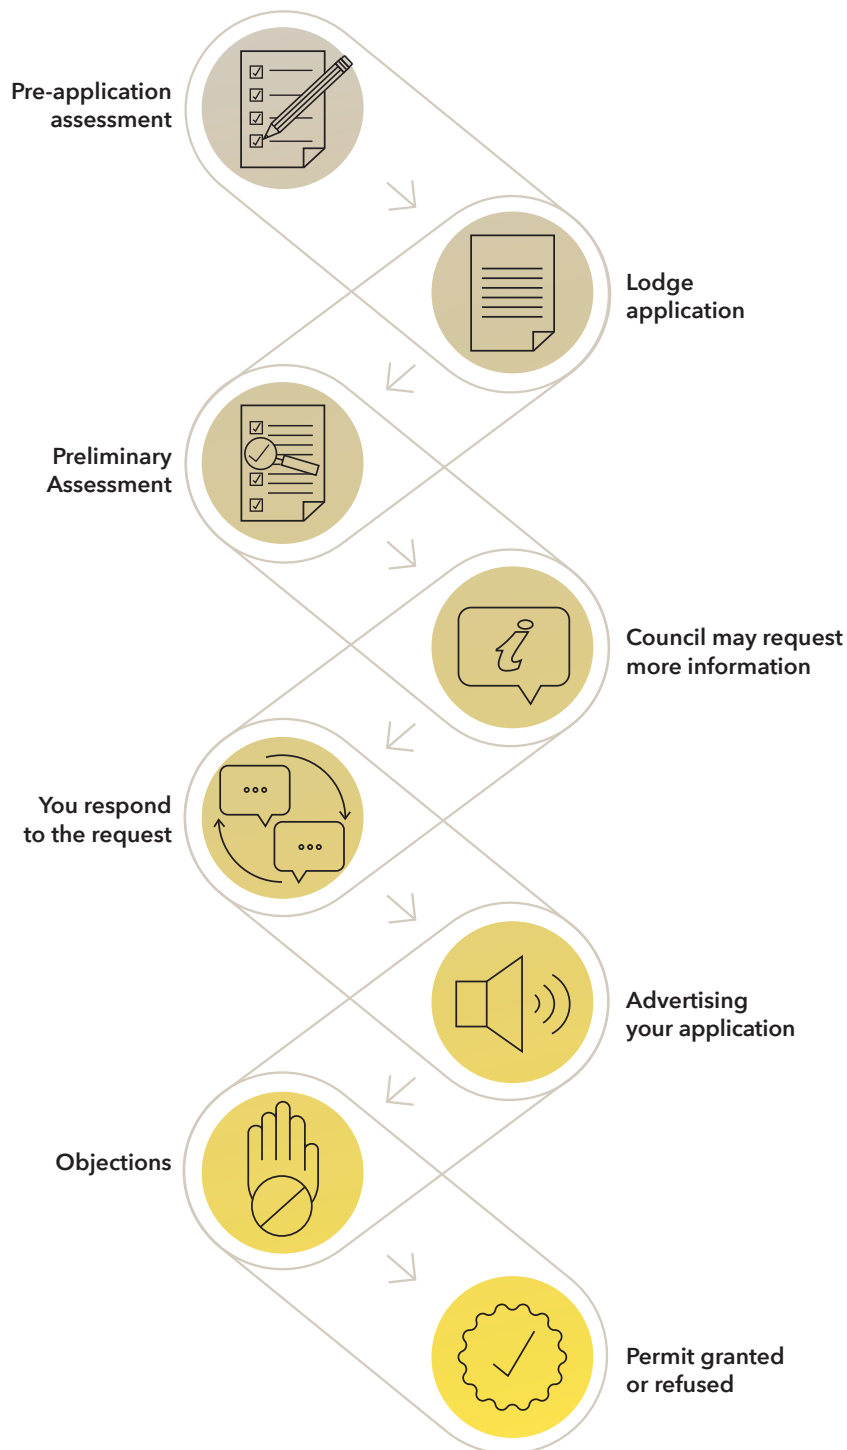 Pre-application
assessment
Lodge
application
Preliminary
Assessment
Council may request
more information
You respond
to the request
Advertising
your application
Objections
Permit granted
or refused